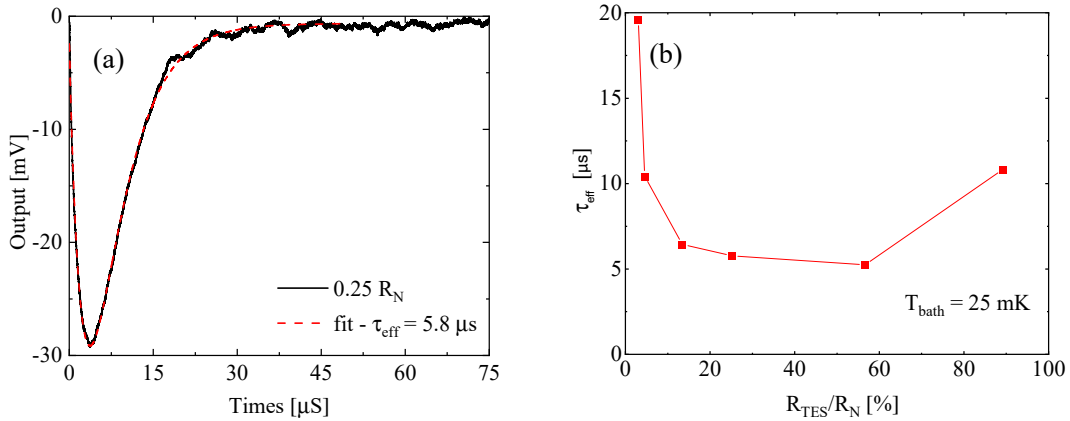 (a)
0
-10
-20
-30
Output [mV]
0 15 30 45 60 75
Times [μS]
0.25 R_N
fit - τ_eff = 5.8 μs
(b)
20
15
10
5
0
τ_eff [μs]
0 20 40 60 80 100
R_TES/R_N [%]
T_bath = 25 mK